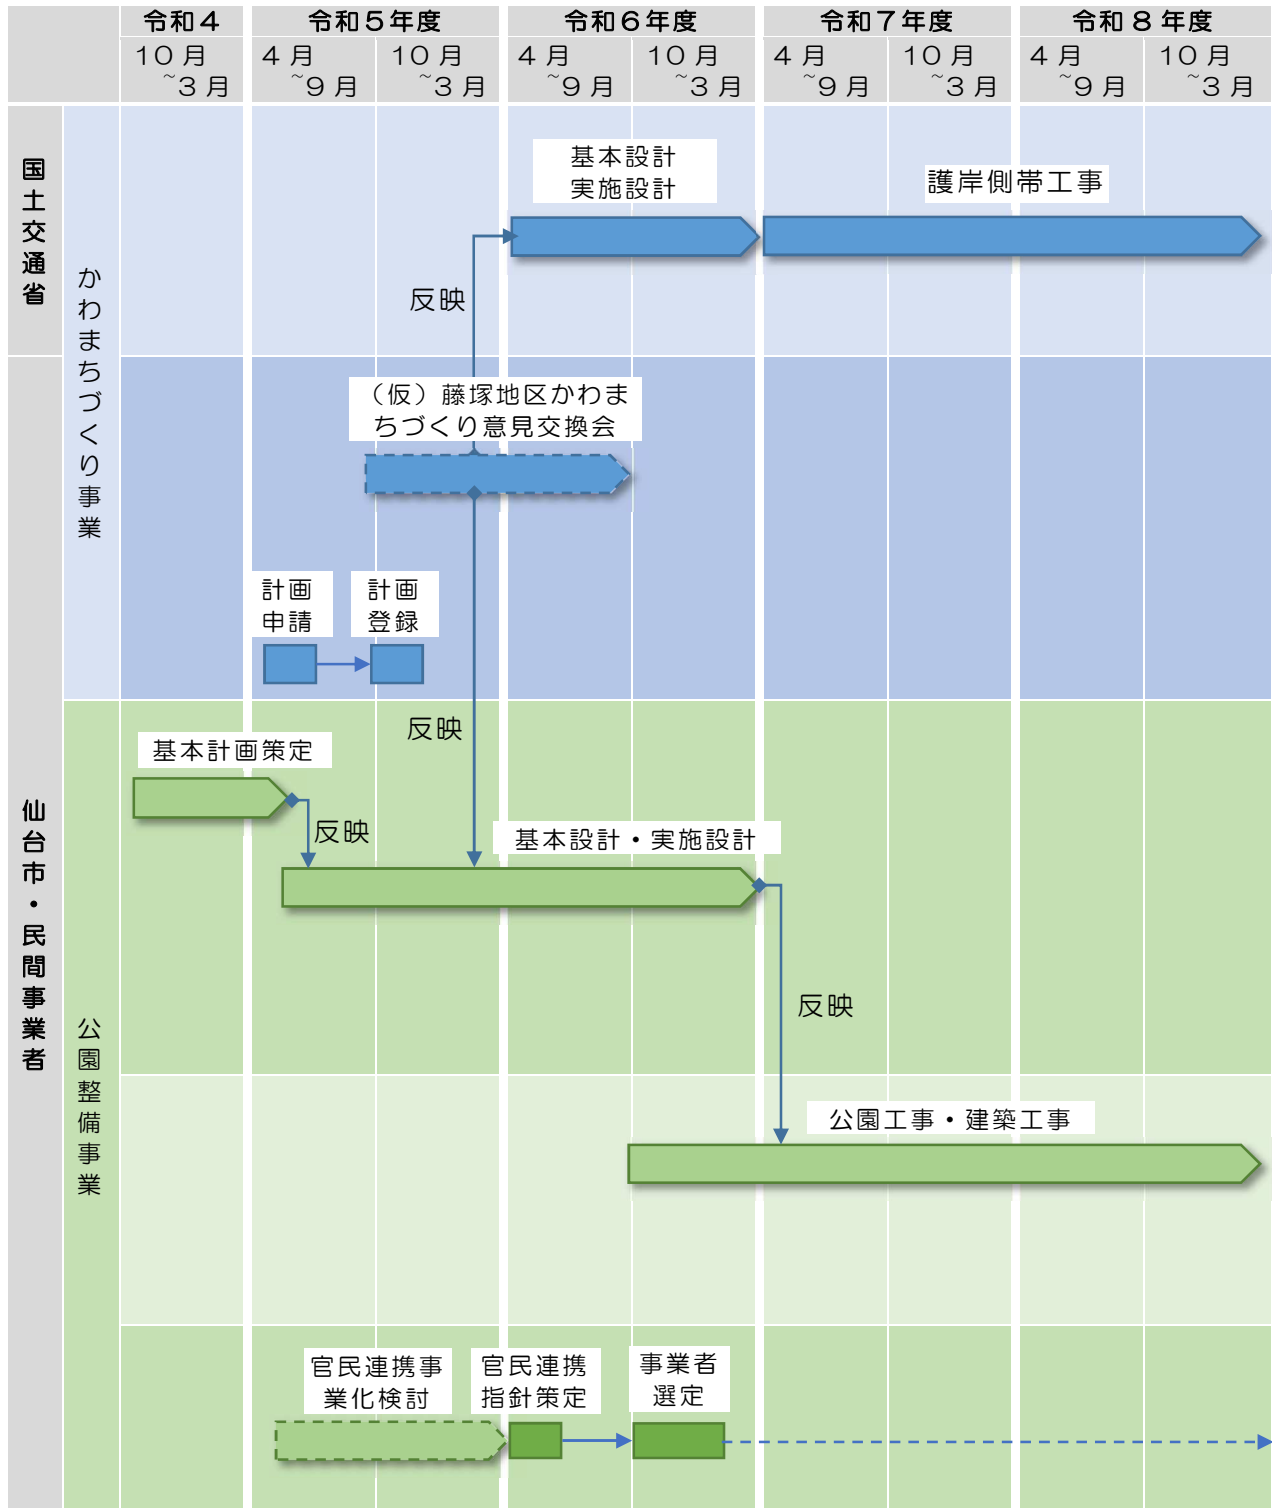 令和４
令和５年度
令和６年度
令和７年度
令和８年度
１０月
～３月
４月
～９月
１０月
～３月
４月
～９月
１０月
～３月
４月
～９月
１０月
～３月
４月
～９月
１０月
～３月
国土交通省
かわまちづくり事業
基本設計
実施設計
護岸側帯工事
反映
（仮）藤塚地区かわま
ちづくり意見交換会
計画
申請
計画
登録
仙台市・民間事業者
公園整備事業
反映
基本計画策定
反映
基本設計・実施設計
反映
公園工事・建築工事
官民連携事
業化検討
官民連携
指針策定
事業者
選定